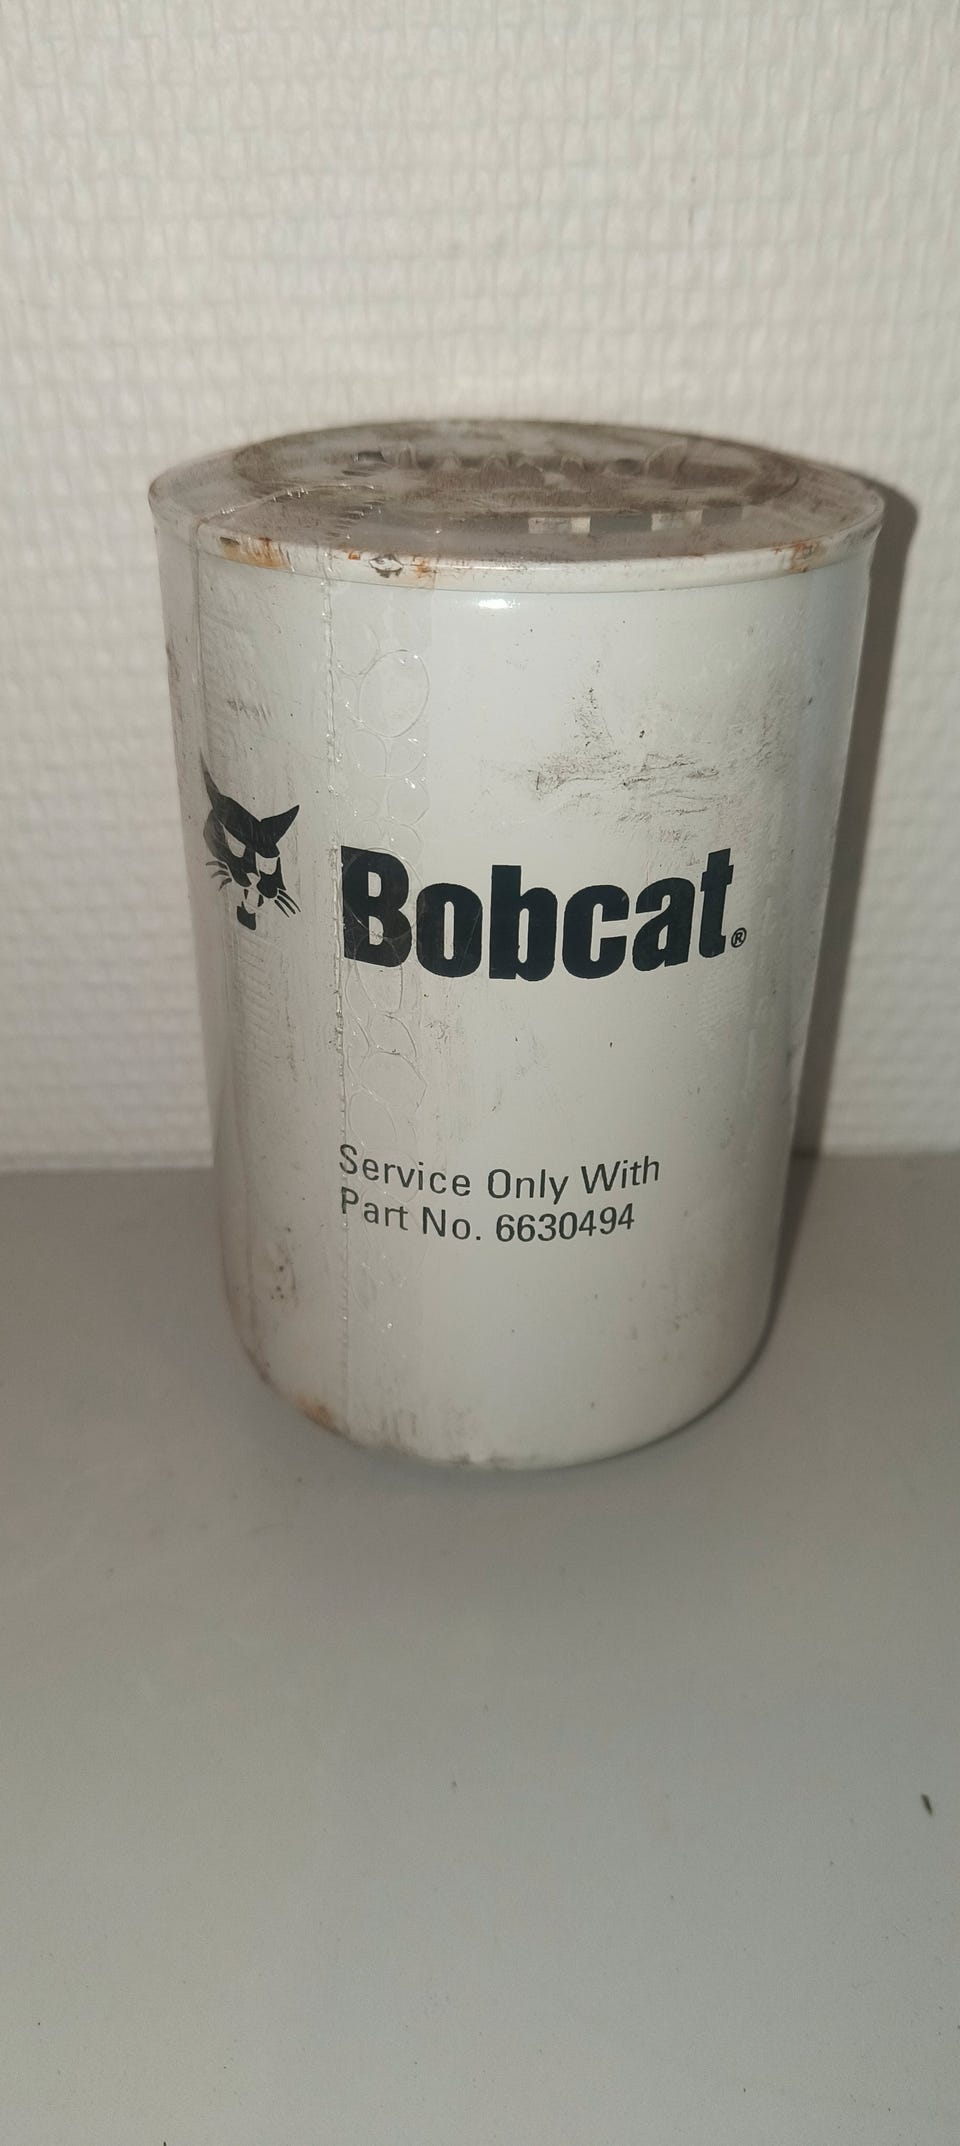 Bobcat®
Service Only With
Part No. 6630494